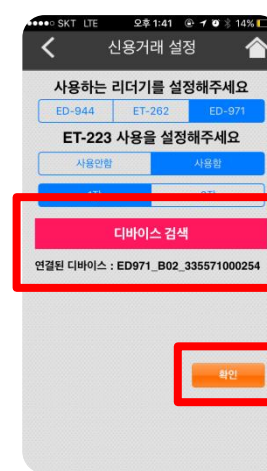 SKT LTE 오후 1:41 14%
신용거래 설정
사용하는 리더기를 설정해주세요
ED-944 ET-262 ED-971
ET-223 사용을 설정해주세요
사용안함 사용함
디바이스 검색
연결된 디바이스 : ED971_B02_335571000254
확인